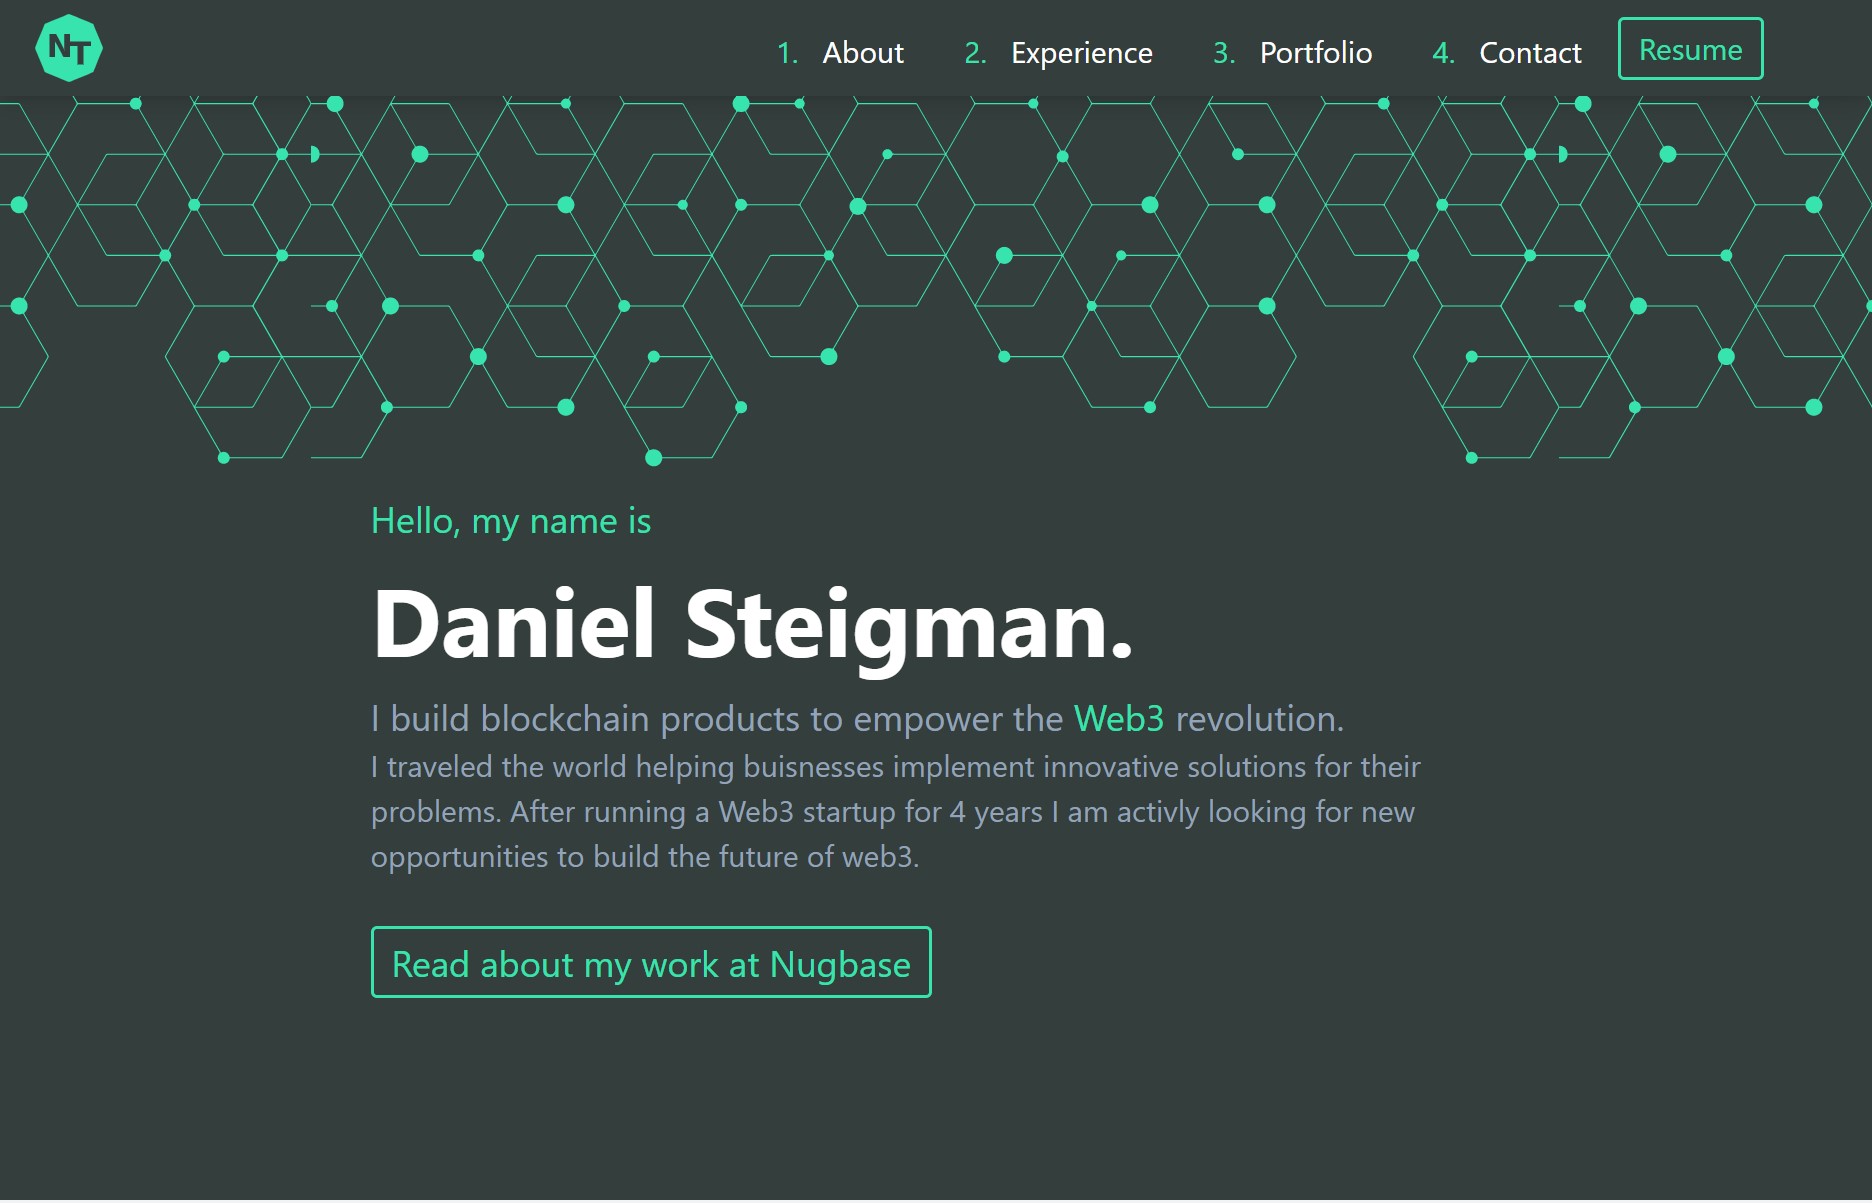 NT
1. About 2. Experience 3. Portfolio 4. Contact Resume
Hello, my name is
Daniel Steigman.
I build blockchain products to empower the Web3 revolution.
I traveled the world helping buisnesses implement innovative solutions for their
problems. After running a Web3 startup for 4 years I am activly looking for new
opportunities to build the future of web3.
Read about my work at Nugbase